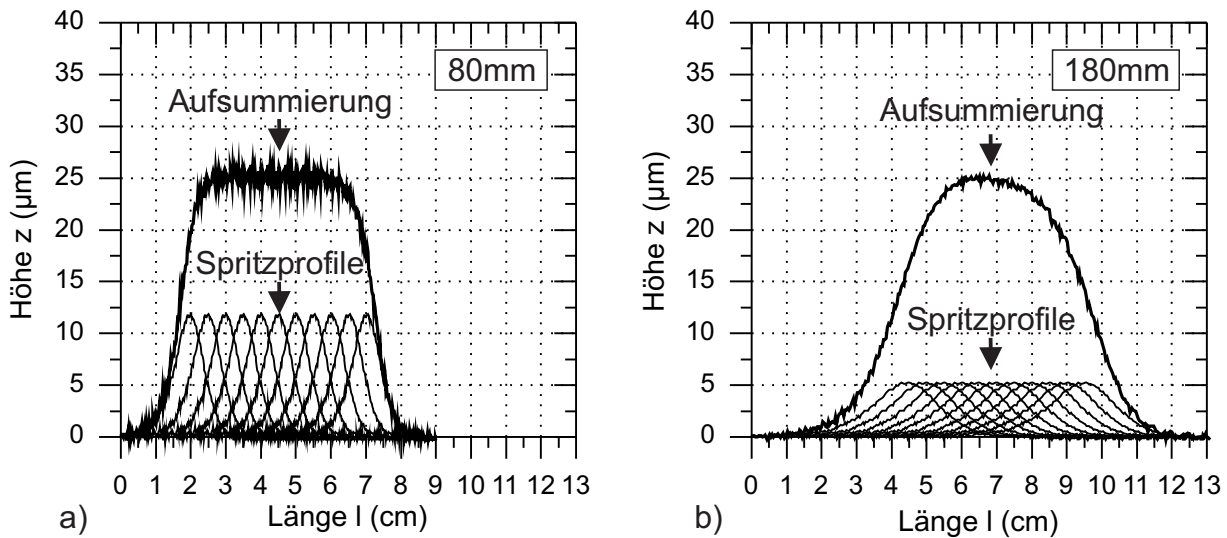 40
35
30
25
20
15
10
5
0
Höhe z (µm)
80mm
Aufsummierung
Spritzprofile
0 1 2 3 4 5 6 7 8 9 10 11 12 13
a)
Länge l (cm)
40
35
30
25
20
15
10
5
0
Höhe z (µm)
180mm
Aufsummierung
Spritzprofile
0 1 2 3 4 5 6 7 8 9 10 11 12 13
b)
Länge l (cm)